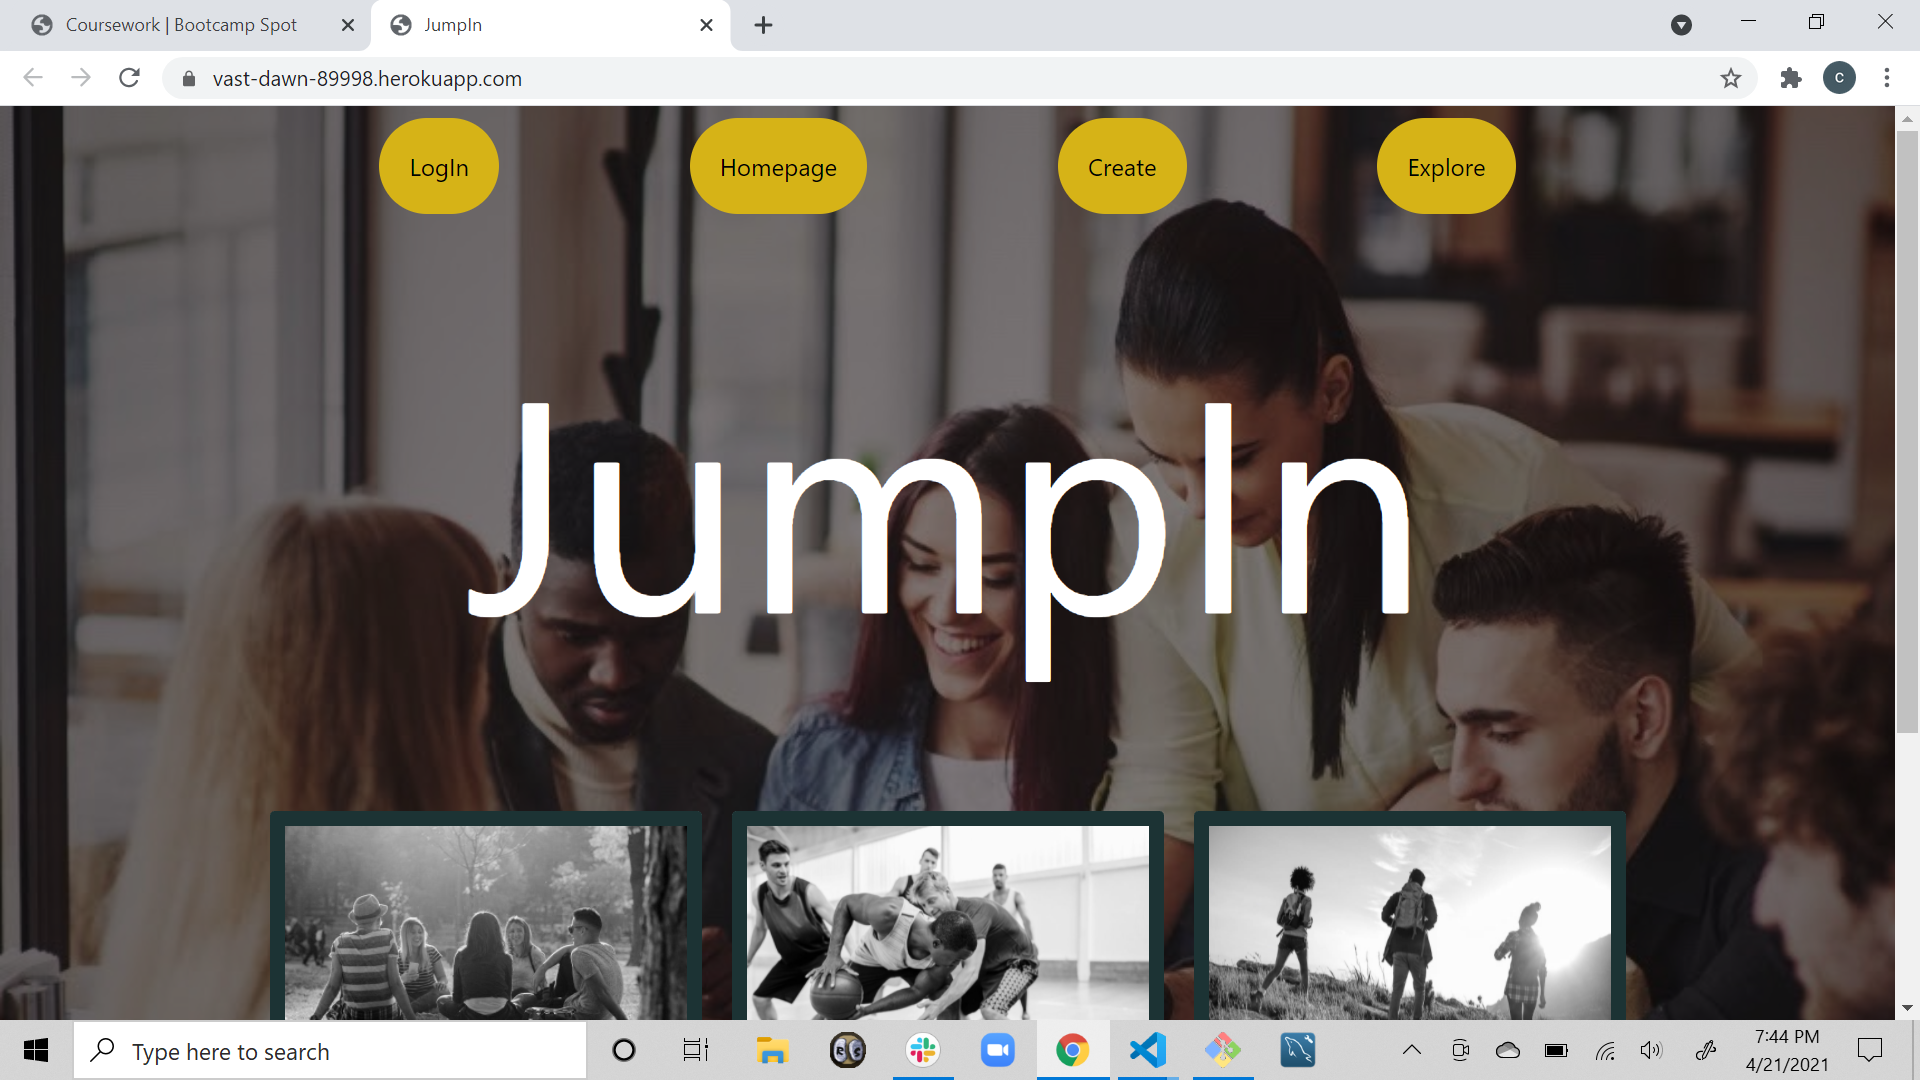 Coursework | Bootcamp Spot
JumpIn
vast-dawn-89998.herokuapp.com
C
LogIn
Homepage
Create
Explore
JumpIn
Type here to search
7:44 PM
4/21/2021